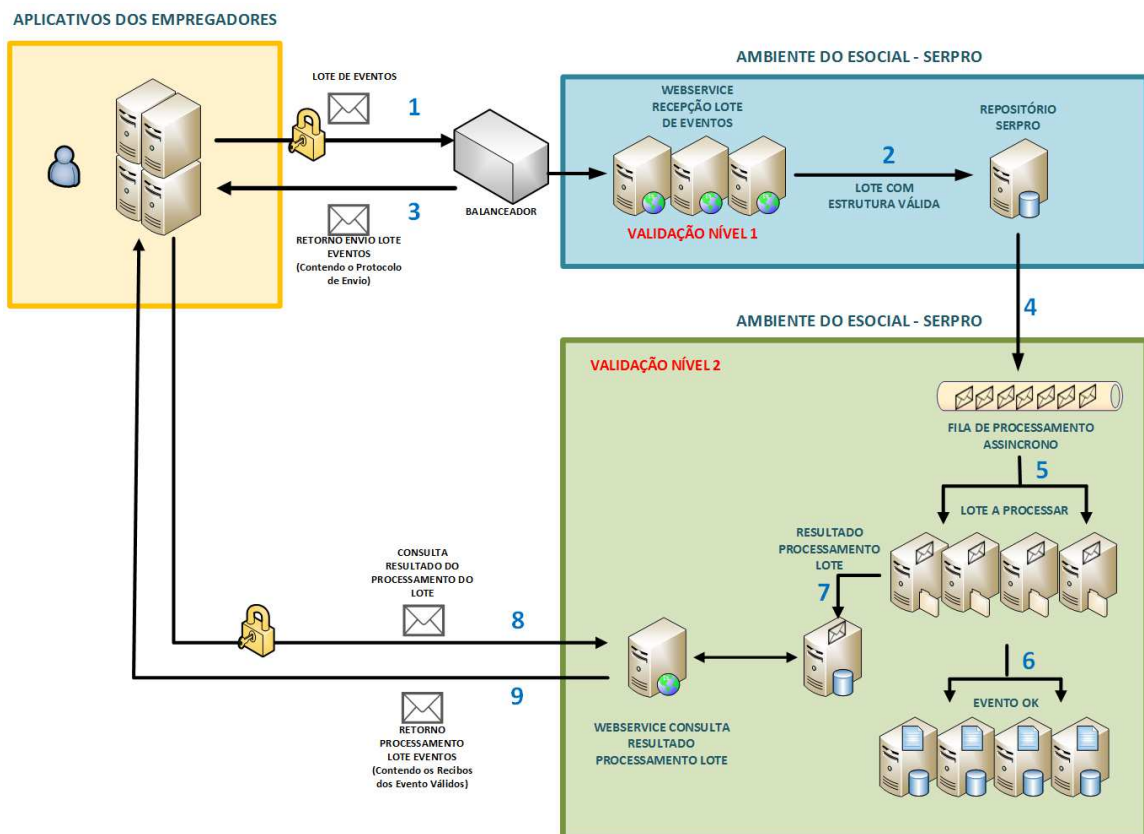 APLICATIVOS DOS EMPREGADORES
LOTE DE EVENTOS
1
BALANCEADOR
3
RETORNO ENVIO LOTE
EVENTOS
(Contendo o Protocolo
de Envio)
AMBIENTE DO ESOCIAL - SERPRO
WEBSERVICE
RECEPÇÃO LOTE
DE EVENTOS
VALIDAÇÃO NÍVEL 1
2
LOTE COM
ESTRUTURA VÁLIDA
REPOSITÓRIO
SERPRO
4
AMBIENTE DO ESOCIAL - SERPRO
VALIDAÇÃO NÍVEL 2
FILA DE PROCESSAMENTO
ASSINCRONO
5
LOTE A PROCESSAR
RESULTADO
PROCESSAMENTO
LOTE
7
6
EVENTO OK
CONSULTA
RESULTADO DO
PROCESSAMENTO DO
LOTE
8
9
RETORNO
PROCESSAMENTO
LOTE EVENTOS
(Contendo os Recibos
dos Evento Válidos)
WEBSERVICE CONSULTA
RESULTADO
PROCESSAMENTO LOTE